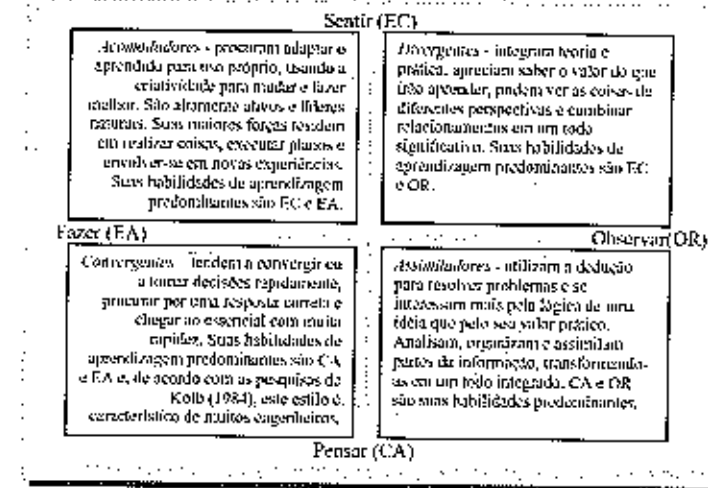 Sentir (EC)
Acomodadores - procuram adaptar o
aprendido para uso próprio, usando a
criatividade para mudar e fazer
melhor. São altamente ativos e líderes
naturais. Suas maiores forças residem
em realizar coisas, executar planos e
envolver-se em novas experiências.
Suas habilidades de aprendizagem
predominantes são EC e EA.
Divergentes - integram teoria e
prática, apreciam saber o valor do que
irão aprender, podem ver as coisas de
diferentes perspectivas e combinar
relacionamentos em um todo
significativo. Suas habilidades de
aprendizagem predominantes são EC
e OR.
Fazer (EA)
Observar(OR)
Convergentes - Tendem a convergir ou
a tomar decisões rapidamente,
procurar por uma resposta correta e
chegar ao essencial com muita
rapidez. Suas habilidades de
aprendizagem predominantes são CA
e EA e, de acordo com as pesquisas de
Kolb (1984), este estilo é
característico de muitos engenheiros.
Assimiladores - utilizam a dedução
para resolver problemas e se
interessam mais pela lógica de uma
idéia que pelo seu valor prático.
Analisam, organizam e assimilam
partes da informação, transformando-
as em um todo integrado. CA e OR
são suas habilidades predominantes.
Pensar (CA)